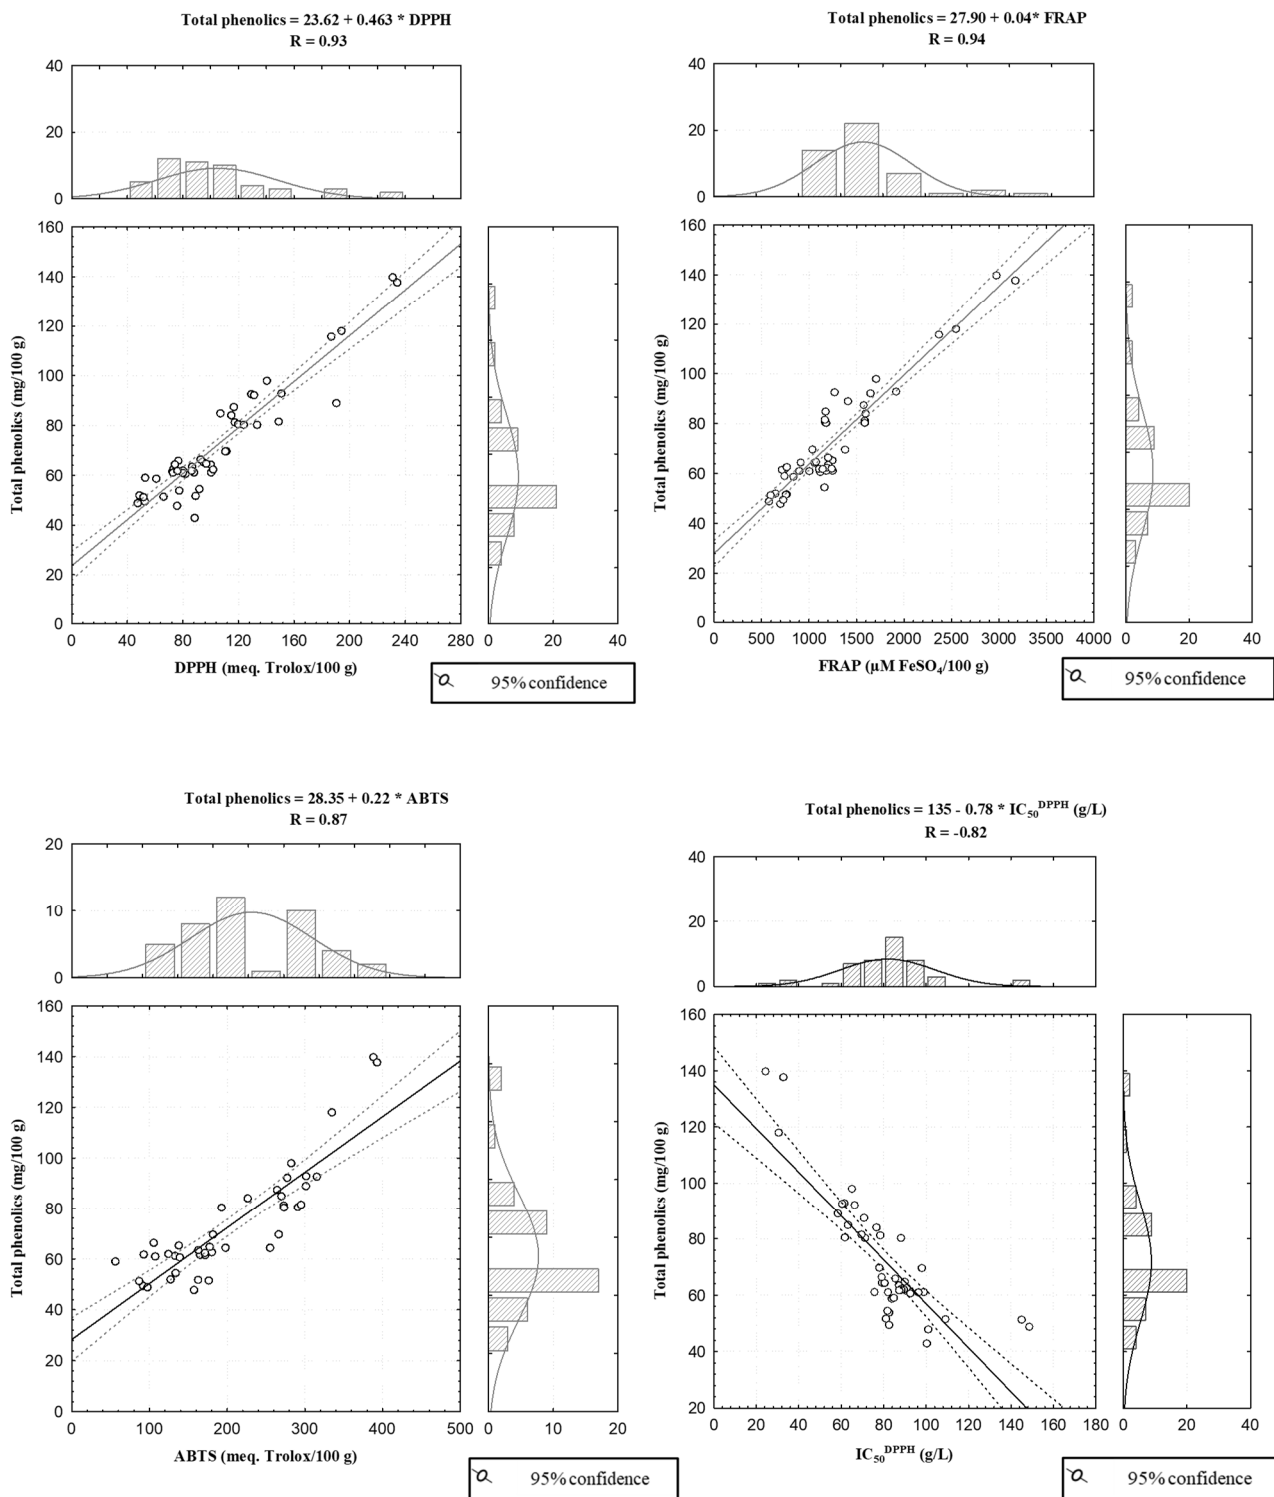 Total phenolics = 23.62 + 0.463 * DPPH
R = 0.93
40
20
0
160
140
120
100
80
60
40
20
0
Total phenolics (mg/100 g)
0 40 80 120 160 200 240 280
0 20 40
DPPH (meq. Trolox/100 g)
95% confidence
Total phenolics = 27.90 + 0.04* FRAP
R = 0.94
40
20
0
160
140
120
100
80
60
40
20
0
Total phenolics (mg/100 g)
0 500 1000 1500 2000 2500 3000 3500 4000
0 20 40
FRAP (µM FeSO₄/100 g)
95% confidence
Total phenolics = 28.35 + 0.22 * ABTS
R = 0.87
20
10
0
160
140
120
100
80
60
40
20
0
Total phenolics (mg/100 g)
0 100 200 300 400 500
0 10 20
ABTS (meq. Trolox/100 g)
95% confidence
Total phenolics = 135 - 0.78 * IC₅₀ᴰᴾᴾᴴ (g/L)
R = -0.82
40
20
0
160
140
120
100
80
60
40
20
Total phenolics (mg/100 g)
0 20 40 60 80 100 120 140 160 180
0 20 40
IC₅₀ᴰᴾᴾᴴ (g/L)
95% confidence